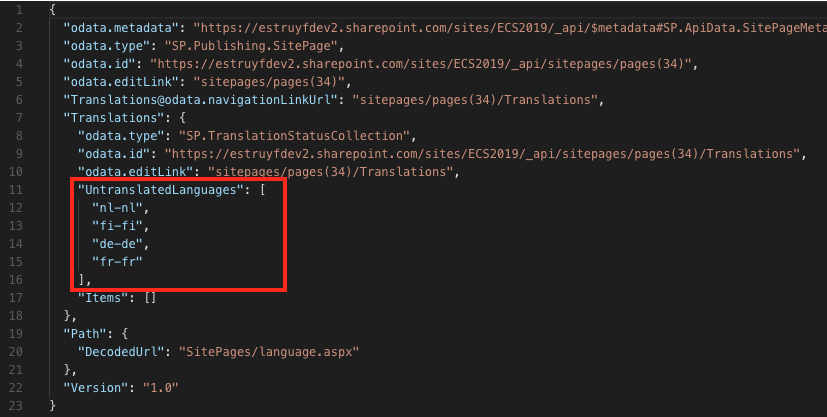 1 {
2 "odata.metadata": "https://estruyfdev2.sharepoint.com/sites/ECS2019/_api/$metadata#SP.ApiData.SitePageMeta
3 "odata.type": "SP.Publishing.SitePage",
4 "odata.id": "https://estruyfdev2.sharepoint.com/sites/ECS2019/_api/sitepages/pages(34)",
5 "odata.editLink": "sitepages/pages(34)",
6 "Translations@odata.navigationLinkUrl": "sitepages/pages(34)/Translations",
7 "Translations": {
8 "odata.type": "SP.TranslationStatusCollection",
9 "odata.id": "https://estruyfdev2.sharepoint.com/sites/ECS2019/_api/sitepages/pages(34)/Translations",
10 "odata.editLink": "sitepages/pages(34)/Translations",
11 "UntranslatedLanguages": [
12 "nl-nl",
13 "fi-fi",
14 "de-de",
15 "fr-fr"
16 ],
17 "Items": []
18 },
19 "Path": {
20 "DecodedUrl": "SitePages/language.aspx"
21 },
22 "Version": "1.0"
23 }